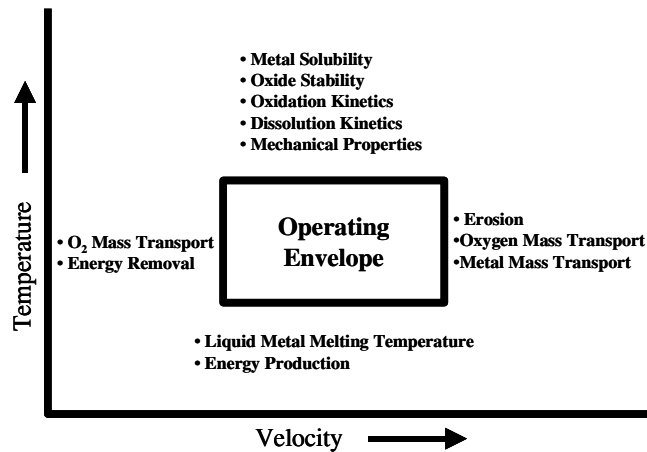 • Metal Solubility
• Oxide Stability
• Oxidation Kinetics
• Dissolution Kinetics
• Mechanical Properties
Temperature
• O₂ Mass Transport
• Energy Removal
Operating
Envelope
• Erosion
•Oxygen Mass Transport
•Metal Mass Transport
• Liquid Metal Melting Temperature
• Energy Production
Velocity